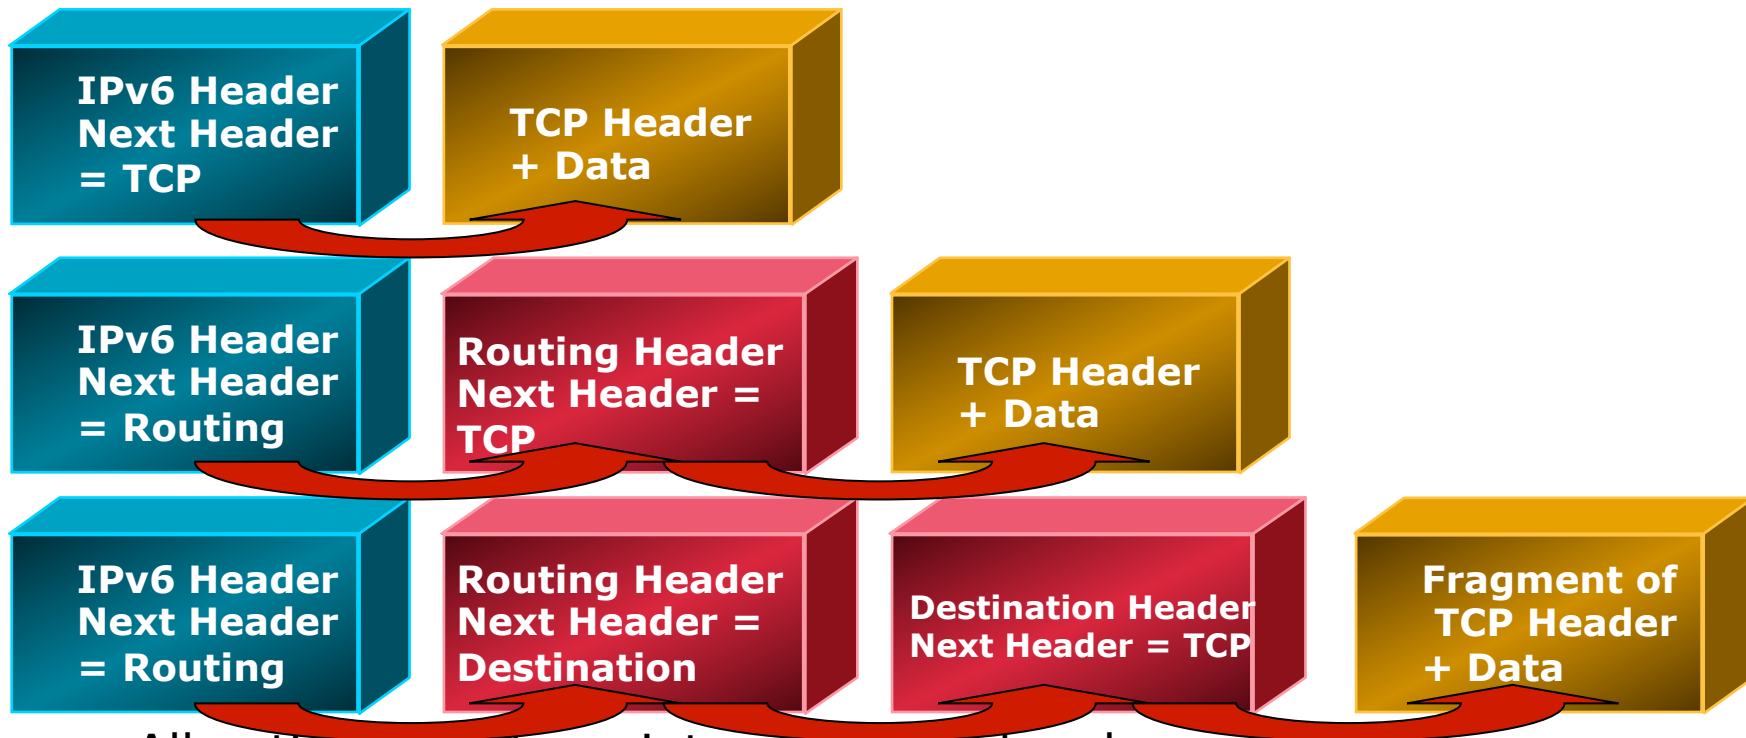 IPv6 Header
Next Header
= TCP
TCP Header
+ Data
IPv6 Header
Next Header
= Routing
Routing Header
Next Header =
TCP
TCP Header
+ Data
IPv6 Header
Next Header
= Routing
Routing Header
Next Header =
Destination
Destination Header
Next Header = TCP
Fragment of
TCP Header
+ Data